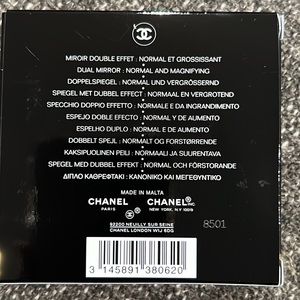 MIROIR DOUBLE EFFET : NORMAL ET GROSSISSANT
DUAL MIRROR : NORMAL AND MAGNIFYING
DOPPELSPIEGEL : NORMAL UND VERGRÖSSERND
SPIEGEL MET DUBBEL EFFECT : NORMAAL EN VERGROTEND
SPECCHIO DOPPIO EFFETTO : NORMALE E DA INGRANDIMENTO
ESPEJO DOBLE EFECTO : NORMAL Y DE AUMENTO
ESPELHO DUPLO : NORMAL E DE AUMENTO
DOBBELT SPEJL : NORMALT OG FORSTØRRENDE
KAKSIPUOLINEN PEILI : NORMAALI JA SUURENTAVA
SPEGEL MED DUBBEL EFFEKT : NORMAL OCH FÖRSTORANDE
ΔΙΠΛΟ ΚΑΘΡΕΦΤΑΚΙ : ΚΑΝΟΝΙΚΟ ΚΑΙ ΜΕΓΕΘΥΝΤΙΚΟ
MADE IN MALTA
CHANEL CHANEL®
PARIS NEW YORK, N.Y. 10019
92200 NEUILLY SUR SEINE
CHANEL LONDON W1J 6DG
8501
3 145891 380620